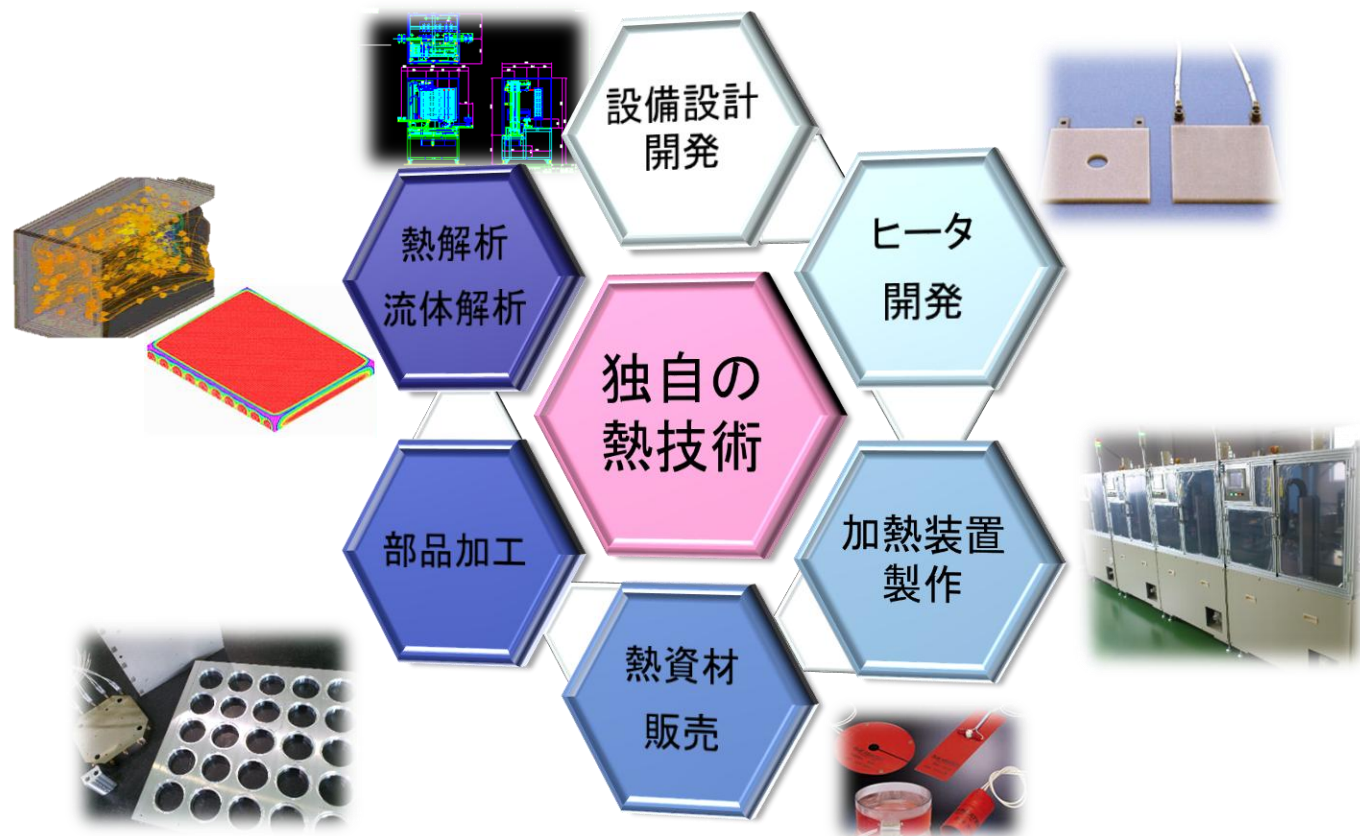 設備設計
開発
ヒータ
開発
熱解析
流体解析
独自の
熱技術
加熱装置
製作
部品加工
熱資材
販売